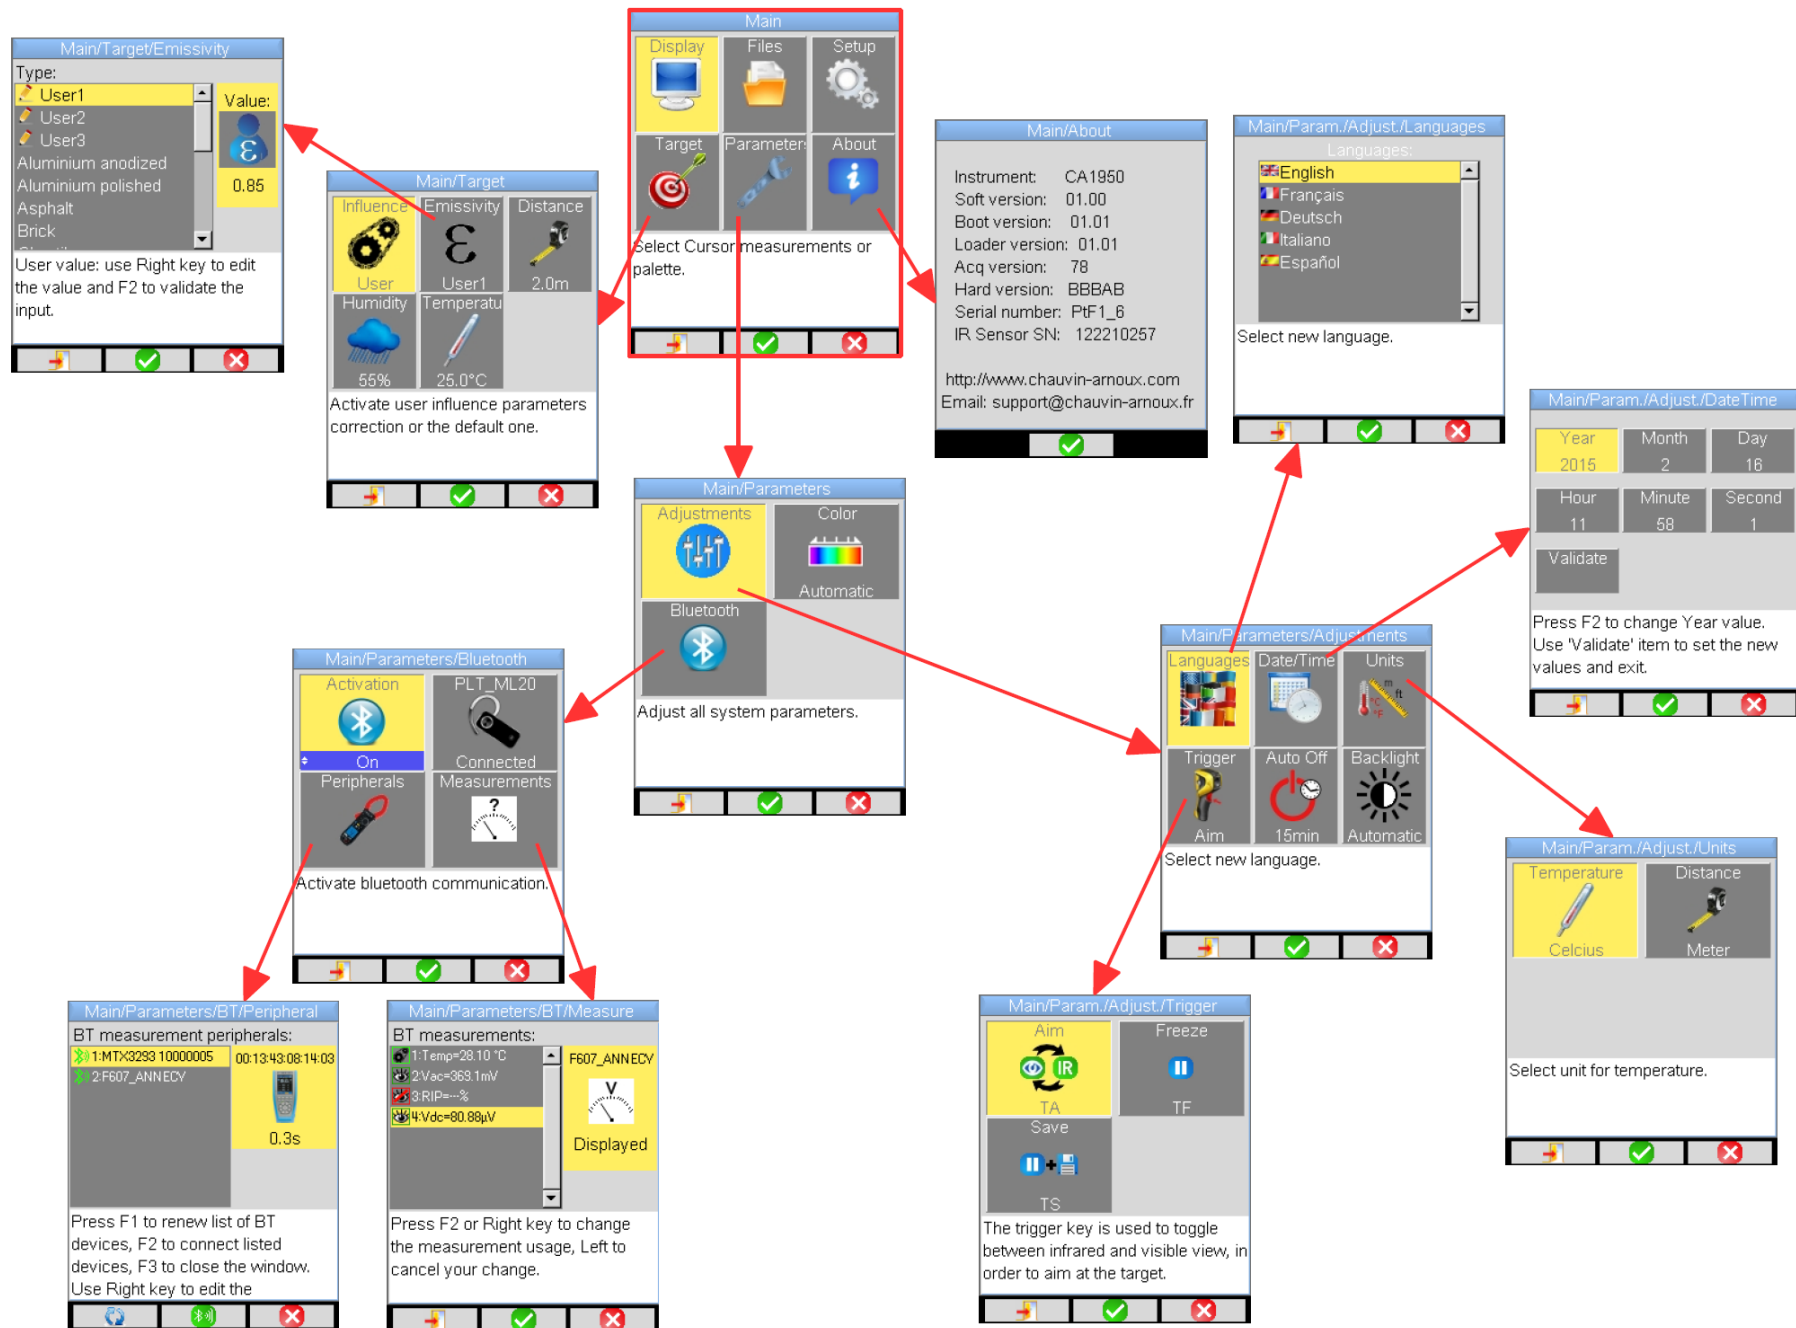 Main/Target/Emissivity
Type:
User1
User2
User3
Aluminium anodized
Aluminium polished
Asphalt
Brick
Value:
0.85
User value: use Right key to edit
the value and F2 to validate the
input.
Main/Target
Influence Emissivity Distance
User User1 2.0m
Humidity Temperatu
55% 25.0°C
Activate user influence parameters
correction or the default one.
Main
Display Files Setup
Target Parameter About
Select Cursor measurements or
palette.
Main/About
Instrument: CA1950
Soft version: 01.00
Boot version: 01.01
Loader version: 01.01
Acq version: 78
Hard version: BBBAB
Serial number: PtF1_6
IR Sensor SN: 122210257
http://www.chauvin-arnoux.com
Email: support@chauvin-arnoux.fr
Main/Param./Adjust./Languages
Languages:
English
Français
Deutsch
Italiano
Español
Select new language.
Main/Param./Adjust./DateTime
Year Month Day
2015 2 16
Hour Minute Second
11 58 1
Validate
Press F2 to change Year value.
Use 'Validate' item to set the new
values and exit.
Main/Parameters
Adjustments Color
Automatic
Bluetooth
Adjust all system parameters.
Main/Parameters/Bluetooth
Activation PLT_ML20
On Connected
Peripherals Measurements
?
Activate bluetooth communication.
Main/Parameters/Adjustments
Languages Date/Time Units
m
ft
°C
°F
Trigger Auto Off Backlight
Aim 15min Automatic
Select new language.
Main/Param./Adjust./Units
Temperature Distance
Celcius Meter
Select unit for temperature.
Main/Parameters/BT/Peripheral
BT measurement peripherals:
1:MTX3293 10000005
2:F607_ANNECY
00:13:43:08:14:03
0.3s
Press F1 to renew list of BT
devices, F2 to connect listed
devices, F3 to close the window.
Use Right key to edit the
Main/Parameters/BT/Measure
BT measurements:
1:Temp=28.10 °C
2:Vac=369.1mV
3:RIP=---%
4:Vdc=80.88µV
F607_ANNECY
V
Displayed
Press F2 or Right key to change
the measurement usage, Left to
cancel your change.
Main/Param./Adjust./Trigger
Aim Freeze
IR
TA TF
Save
TS
The trigger key is used to toggle
between infrared and visible view, in
order to aim at the target.